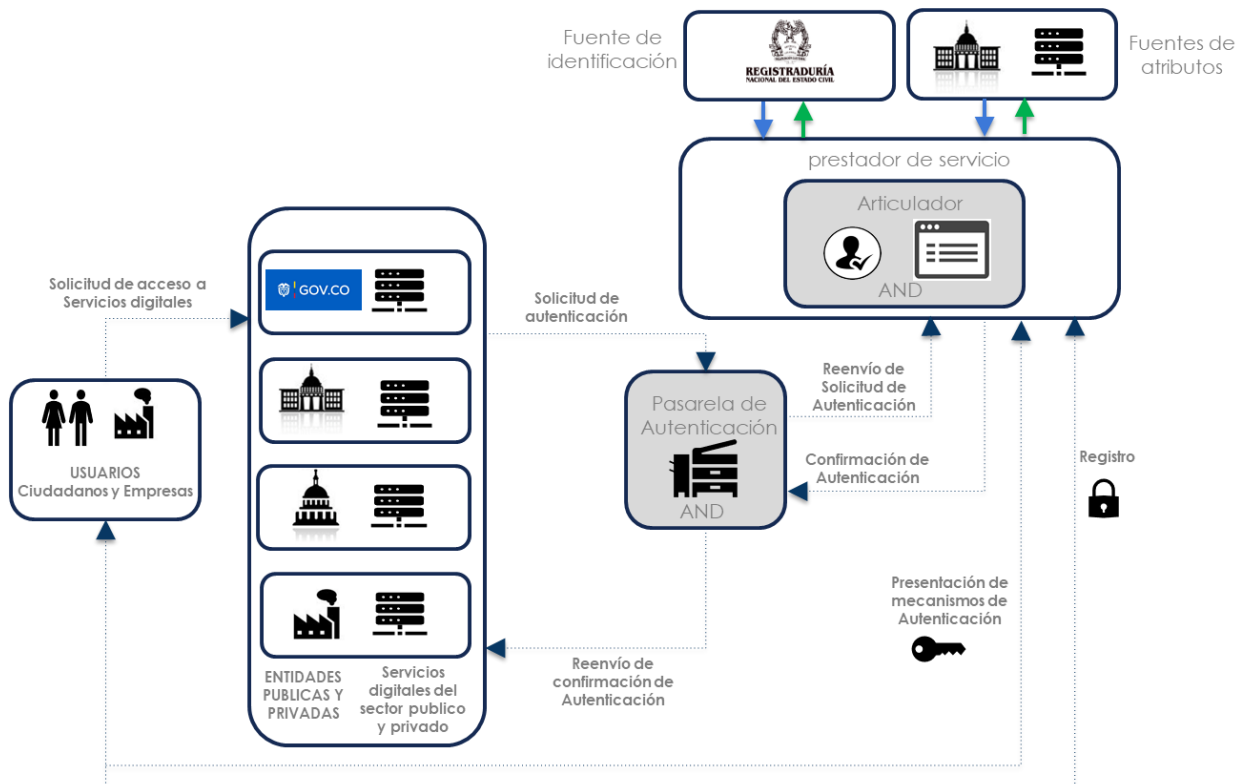 Fuente de
identificación
REGISTRADURÍA
NACIONAL DEL ESTADO CIVIL
Fuentes de
atributos
prestador de servicio
Articulador
AND
Solicitud de acceso a
Servicios digitales
GOV.CO
Solicitud de
autenticación
USUARIOS
Ciudadanos y Empresas
Pasarela de
Autenticación
AND
Reenvío de
Solicitud de
Autenticación
Confirmación de
Autenticación
Registro
Presentación de
mecanismos de
Autenticación
ENTIDADES
PUBLICAS Y
PRIVADAS
Servicios
digitales del
sector publico
y privado
Reenvío de
confirmación de
Autenticación